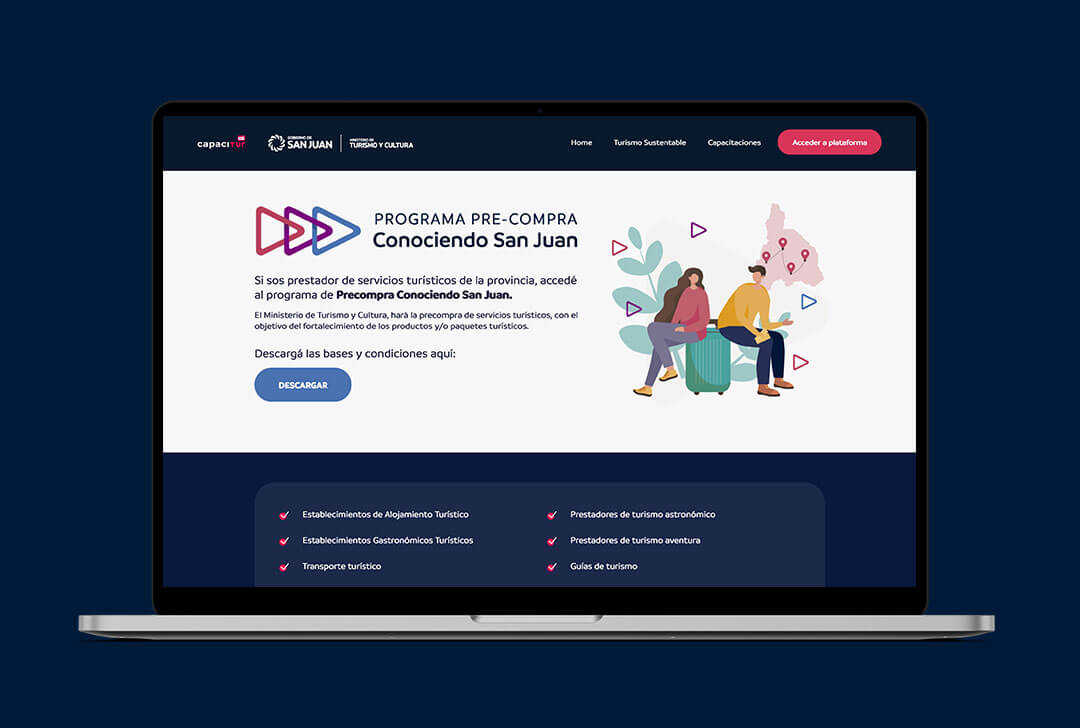 capaciTur
GOBIERNO DE
SAN JUAN
MINISTERIO DE
TURISMO Y CULTURA
Home
Turismo Sustentable
Capacitaciones
Acceder a plataforma
PROGRAMA PRE-COMPRA
Conociendo San Juan
Si sos prestador de servicios turísticos de la provincia, accedé
al programa de Precompra Conociendo San Juan.
El Ministerio de Turismo y Cultura, hará la precompra de servicios turísticos, con el
objetivo del fortalecimiento de los productos y/o paquetes turísticos.
Descargá las bases y condiciones aquí:
DESCARGAR
Establecimientos de Alojamiento Turístico
Establecimientos Gastronómicos Turísticos
Transporte turístico
Prestadores de turismo astronómico
Prestadores de turismo aventura
Guías de turismo